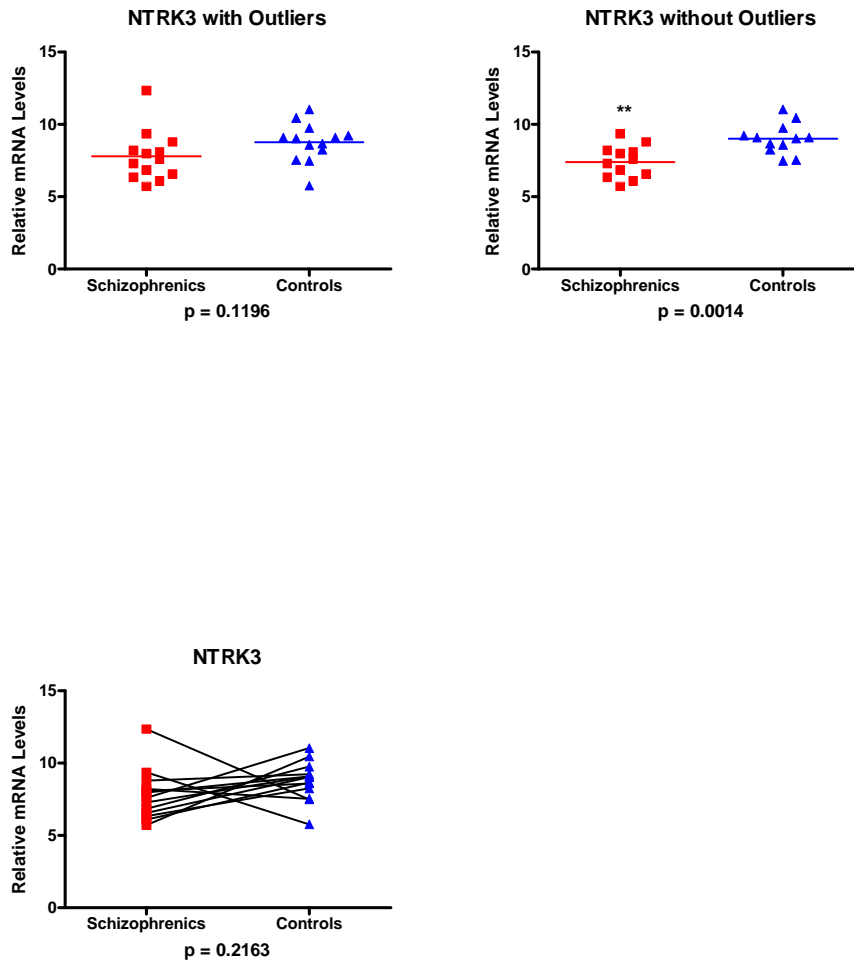 NTRK3 with Outliers
Relative mRNA Levels
15
10
5
0
Schizophrenics Controls
p = 0.1196
NTRK3 without Outliers
Relative mRNA Levels
15
10
5
0
**
Schizophrenics Controls
p = 0.0014
NTRK3
Relative mRNA Levels
15
10
5
0
Schizophrenics Controls
p = 0.2163